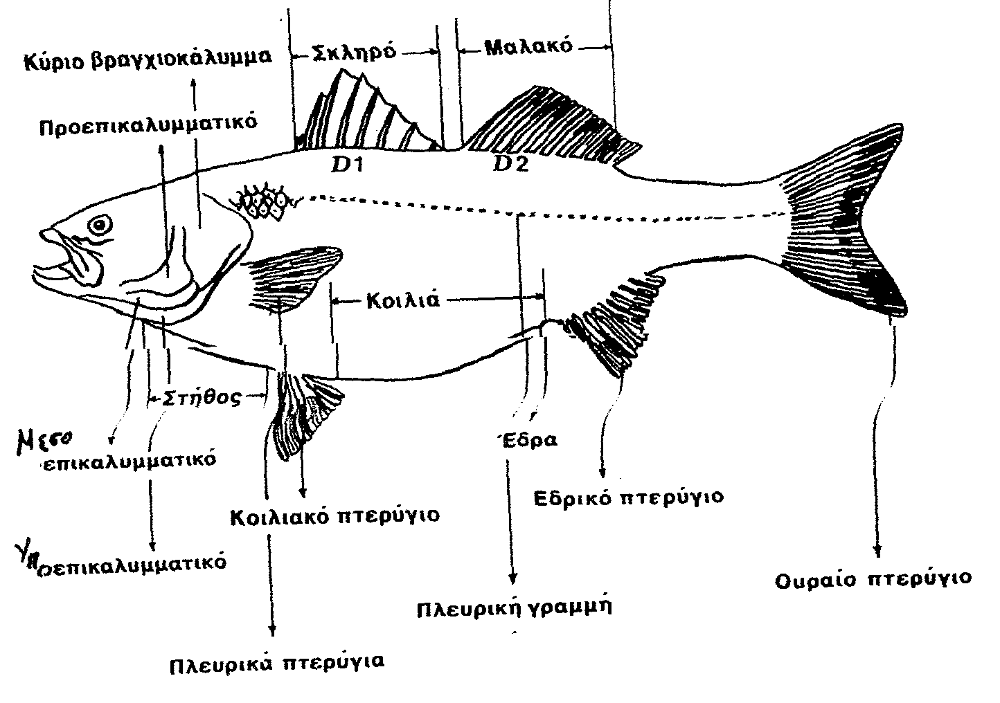 Κύριο βραγχιοκάλυμμα
Σκληρό
Μαλακό
Προεπικαλυμματικό
D1
D2
Κοιλιά
Στήθος
Μεσο
επικαλυμματικό
Έδρα
Εδρικό πτερύγιο
Κοιλιακό πτερύγιο
Υποεπικαλυμματικό
Ουραίο πτερύγιο
Πλευρική γραμμή
Πλευρικά πτερύγια